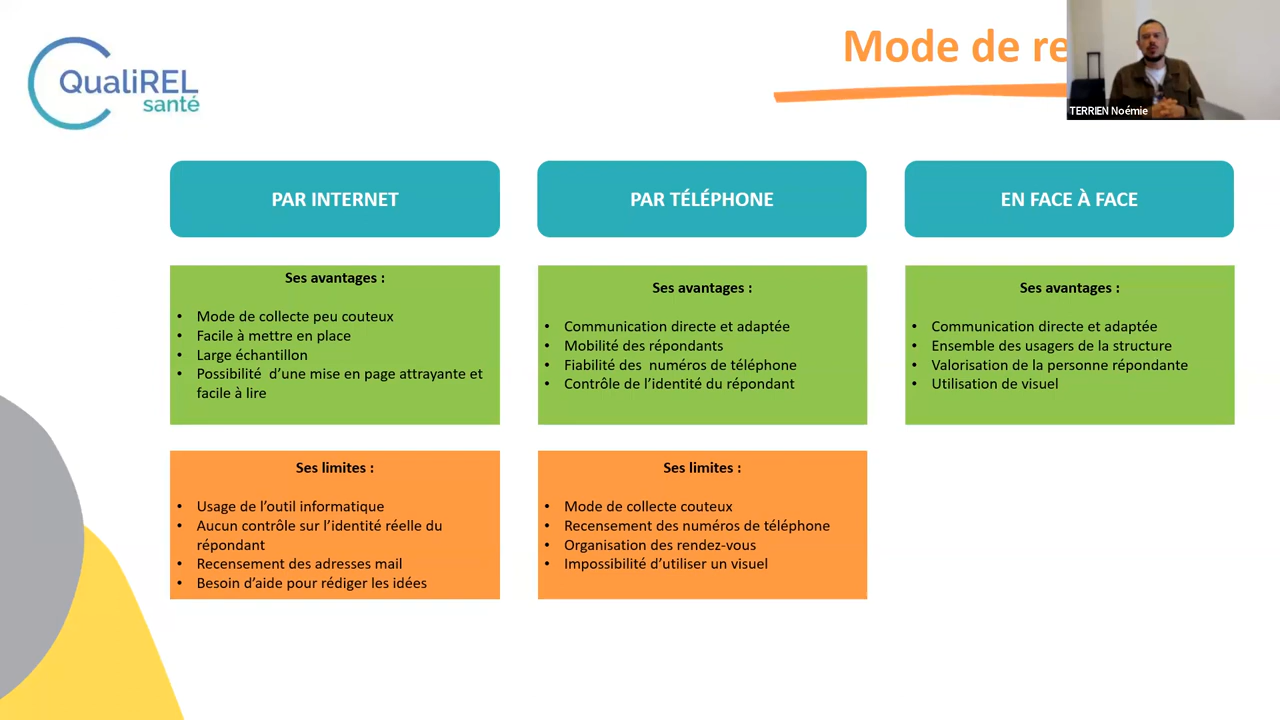 QualiREL
santé
Mode de re
TERRIEN Noémie
PAR INTERNET
PAR TÉLÉPHONE
EN FACE À FACE
Ses avantages :
• Mode de collecte peu couteux
• Facile à mettre en place
• Large échantillon
• Possibilité d’une mise en page attrayante et
facile à lire
Ses avantages :
• Communication directe et adaptée
• Mobilité des répondants
• Fiabilité des numéros de téléphone
• Contrôle de l’identité du répondant
Ses avantages :
• Communication directe et adaptée
• Ensemble des usagers de la structure
• Valorisation de la personne répondante
• Utilisation de visuel
Ses limites :
• Usage de l’outil informatique
• Aucun contrôle sur l’identité réelle du
répondant
• Recensement des adresses mail
• Besoin d’aide pour rédiger les idées
Ses limites :
• Mode de collecte couteux
• Recensement des numéros de téléphone
• Organisation des rendez-vous
• Impossibilité d’utiliser un visuel